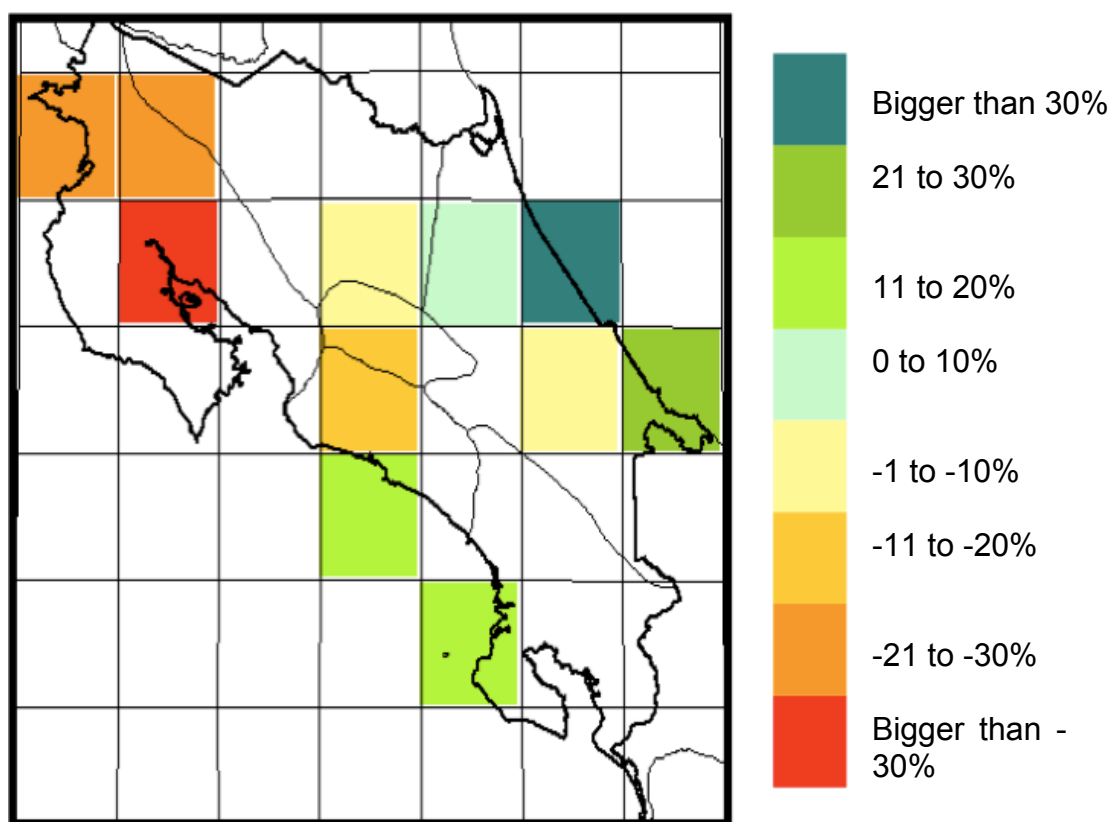 Bigger than 30%
21 to 30%
11 to 20%
0 to 10%
-1 to -10%
-11 to -20%
-21 to -30%
Bigger than -
30%